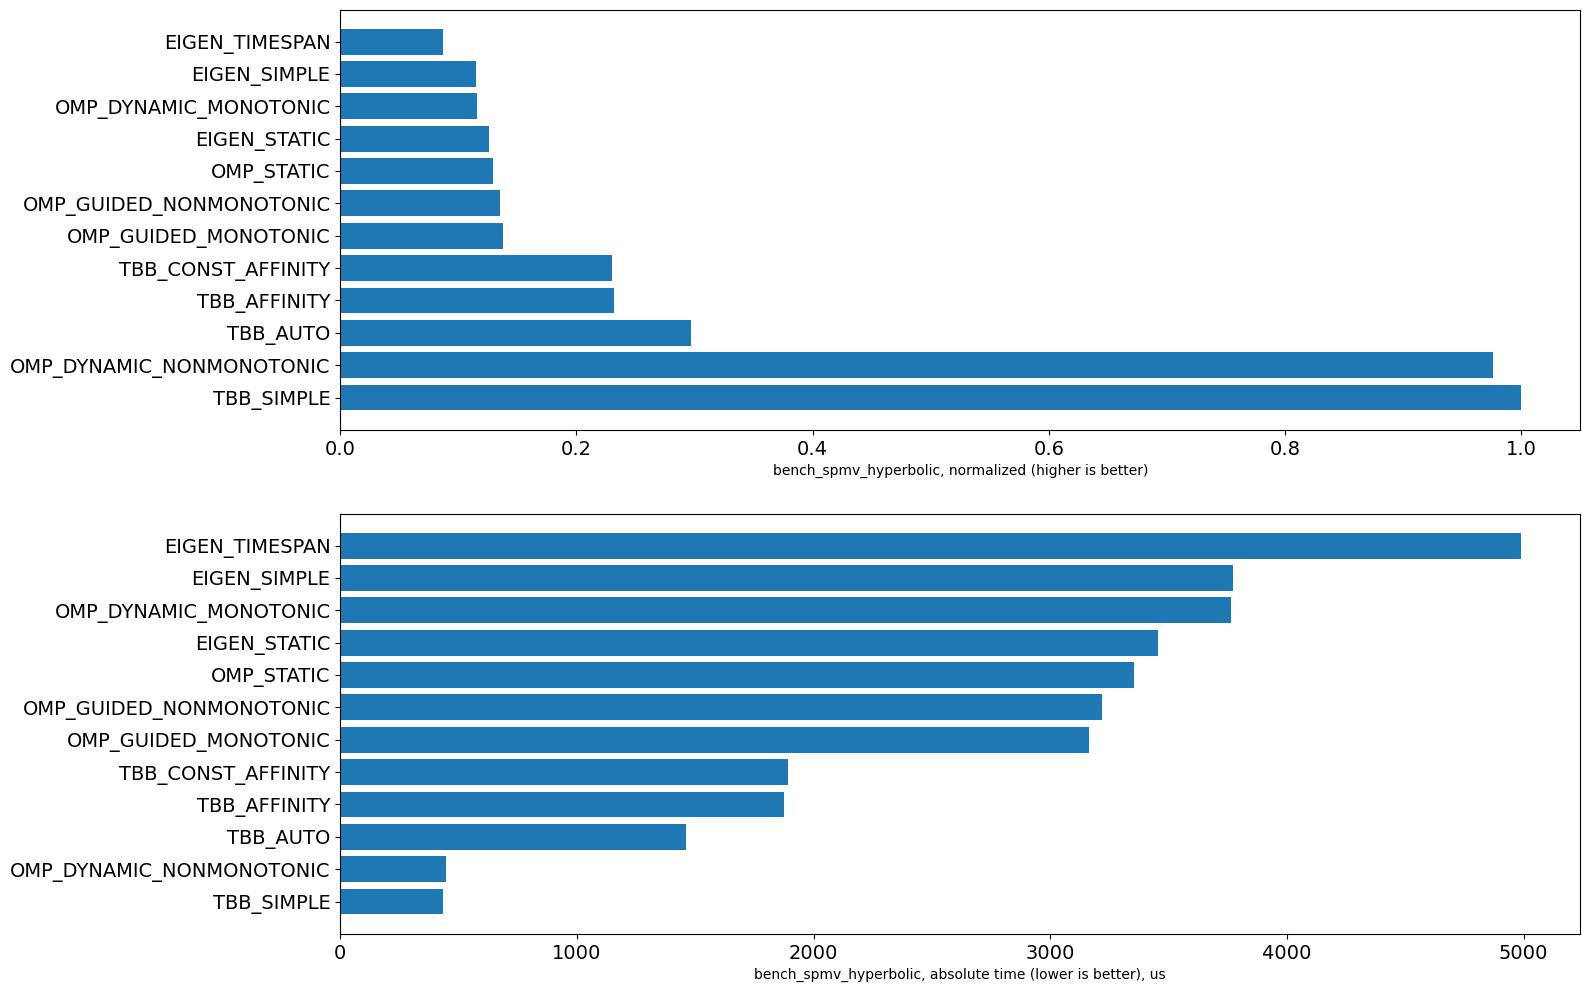 EIGEN_TIMESPAN
EIGEN_SIMPLE
OMP_DYNAMIC_MONOTONIC
EIGEN_STATIC
OMP_STATIC
OMP_GUIDED_NONMONOTONIC
OMP_GUIDED_MONOTONIC
TBB_CONST_AFFINITY
TBB_AFFINITY
TBB_AUTO
OMP_DYNAMIC_NONMONOTONIC
TBB_SIMPLE
0.0 0.2 0.4 0.6 0.8 1.0
bench_spmv_hyperbolic, normalized (higher is better)
EIGEN_TIMESPAN
EIGEN_SIMPLE
OMP_DYNAMIC_MONOTONIC
EIGEN_STATIC
OMP_STATIC
OMP_GUIDED_NONMONOTONIC
OMP_GUIDED_MONOTONIC
TBB_CONST_AFFINITY
TBB_AFFINITY
TBB_AUTO
OMP_DYNAMIC_NONMONOTONIC
TBB_SIMPLE
0 1000 2000 3000 4000 5000
bench_spmv_hyperbolic, absolute time (lower is better), us